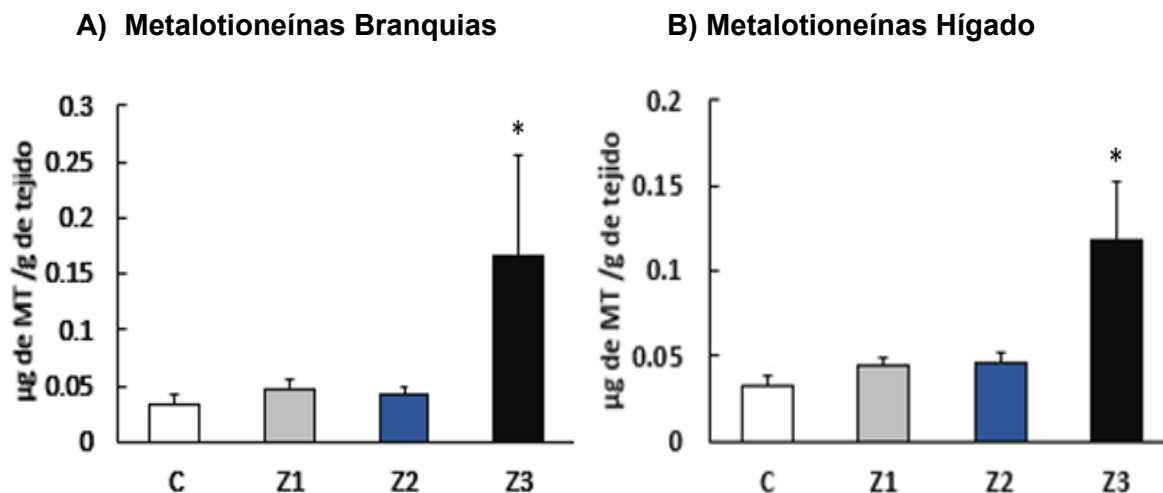 A) Metalotioneínas Branquias
µg de MT /g de tejido
0.3
0.25
0.2
0.15
0.1
0.05
0
*
C Z1 Z2 Z3
B) Metalotioneínas Hígado
µg de MT /g de tejido
0.2
0.15
0.1
0.05
0
*
C Z1 Z2 Z3